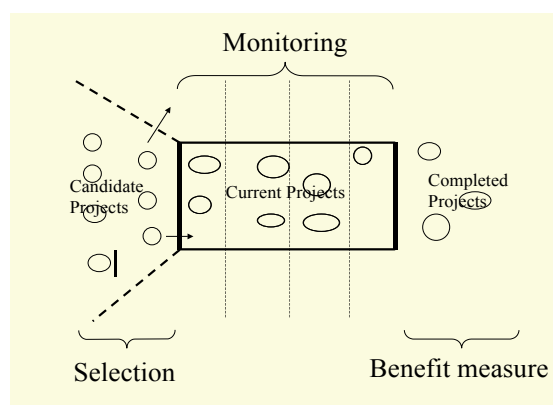 Monitoring
Candidate
Projects
Current Projects
Completed
Projects
Selection
Benefit measure